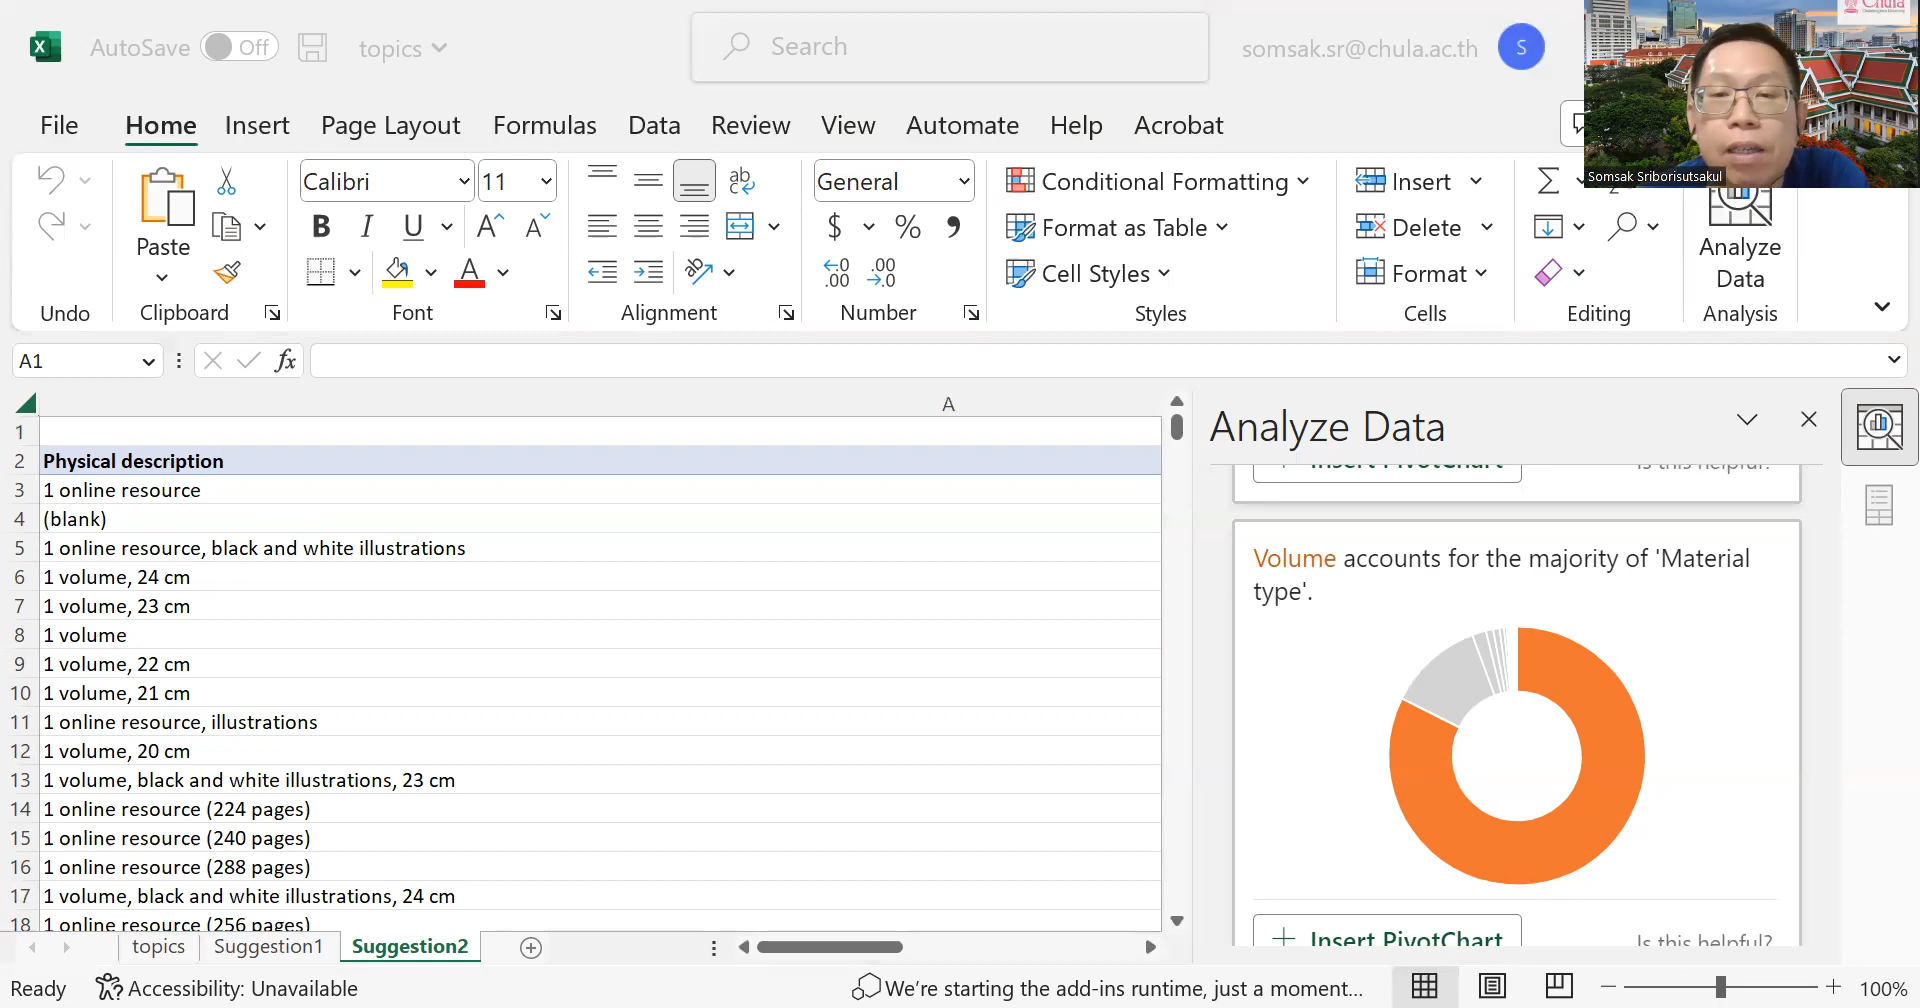 AutoSave Off topics Search somsak.sr@chula.ac.th S
Chula
File Home Insert Page Layout Formulas Data Review View Automate Help Acrobat
Somsak Sriborisutsakul
Paste
Calibri 11
B I U A A
A
ab
General
$ % ,
.00
Conditional Formatting
Format as Table
Cell Styles
Insert
Delete
Format
Analyze
Data
Undo Clipboard Font Alignment Number Styles Cells Editing Analysis
A1 fx
A
1
2 Physical description
3 1 online resource
4 (blank)
5 1 online resource, black and white illustrations
6 1 volume, 24 cm
7 1 volume, 23 cm
8 1 volume
9 1 volume, 22 cm
10 1 volume, 21 cm
11 1 online resource, illustrations
12 1 volume, 20 cm
13 1 volume, black and white illustrations, 23 cm
14 1 online resource (224 pages)
15 1 online resource (240 pages)
16 1 online resource (288 pages)
17 1 volume, black and white illustrations, 24 cm
18 1 online resource (256 pages)
Analyze Data
Insert PivotChart Is this helpful?
Volume accounts for the majority of 'Material
type'.
Insert PivotChart Is this helpful?
topics Suggestion1 Suggestion2
Ready Accessibility: Unavailable We're starting the add-ins runtime, just a moment... 100%